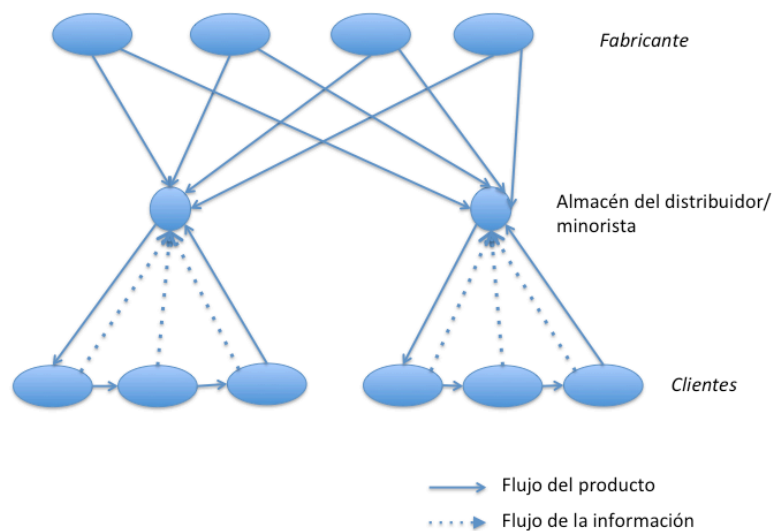 Fabricante
Almacén del distribuidor/
minorista
Clientes
Flujo del producto
Flujo de la información